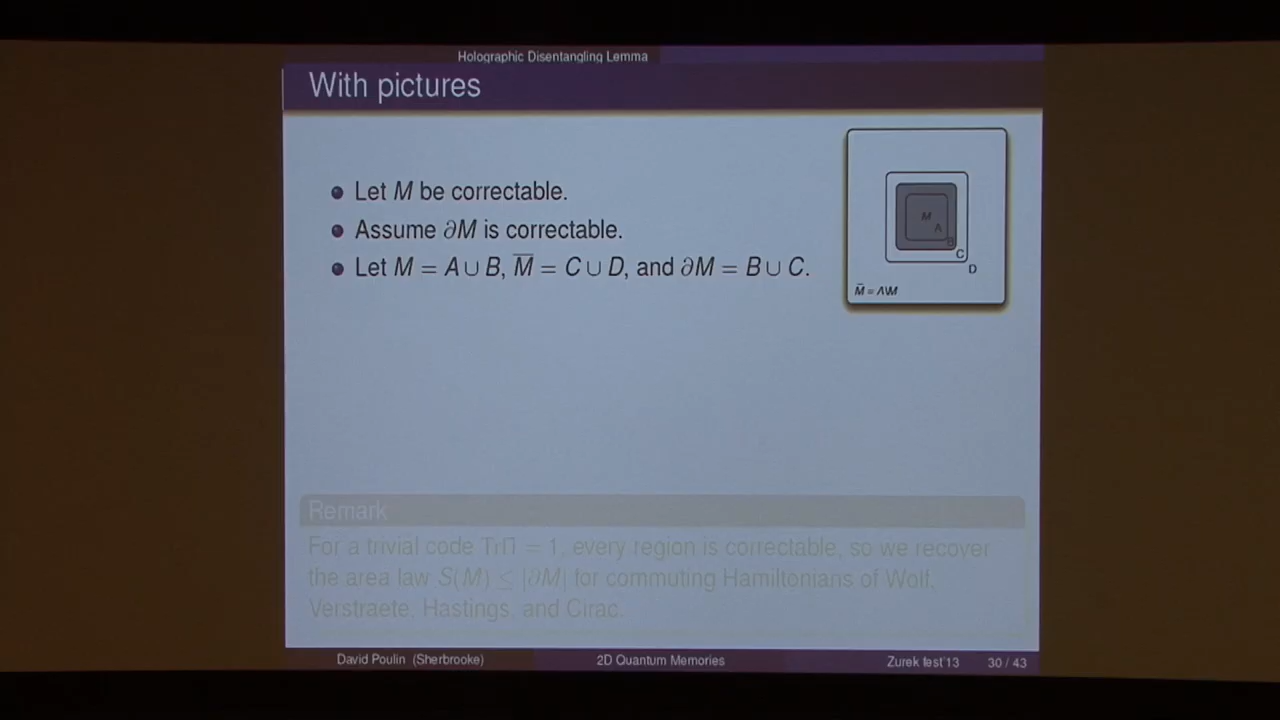 Holographic Disentangling Lemma
With pictures
Let M be correctable.
Assume ∂M is correctable.
Let M = A ∪ B, M̅ = C ∪ D, and ∂M = B ∪ C.
M
A
B
C
D
M̅ = Λ\M
Remark
For a trivial code TrΠ = 1, every region is correctable, so we recover
the area law S(M) ≤ |∂M| for commuting Hamiltonians of Wolf,
Verstraete, Hastings, and Cirac.
David Poulin (Sherbrooke)
2D Quantum Memories
Zurek fest'13
30 / 43